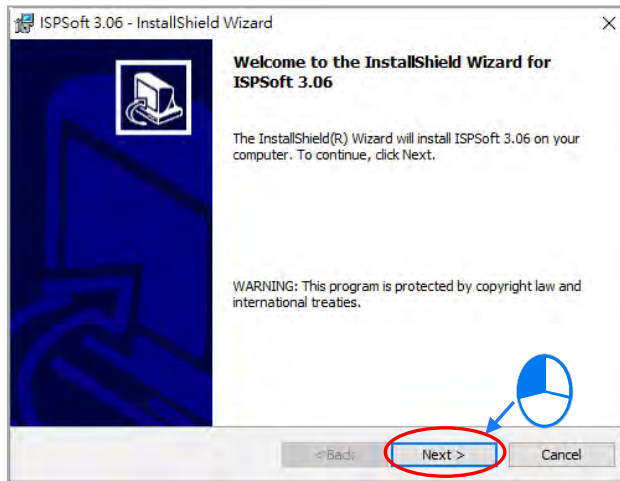 ISPSoft 3.06 - InstallShield Wizard
Welcome to the InstallShield Wizard for
ISPSoft 3.06
The InstallShield(R) Wizard will install ISPSoft 3.06 on your
computer. To continue, click Next.
WARNING: This program is protected by copyright law and
international treaties.
< Back
Next >
Cancel